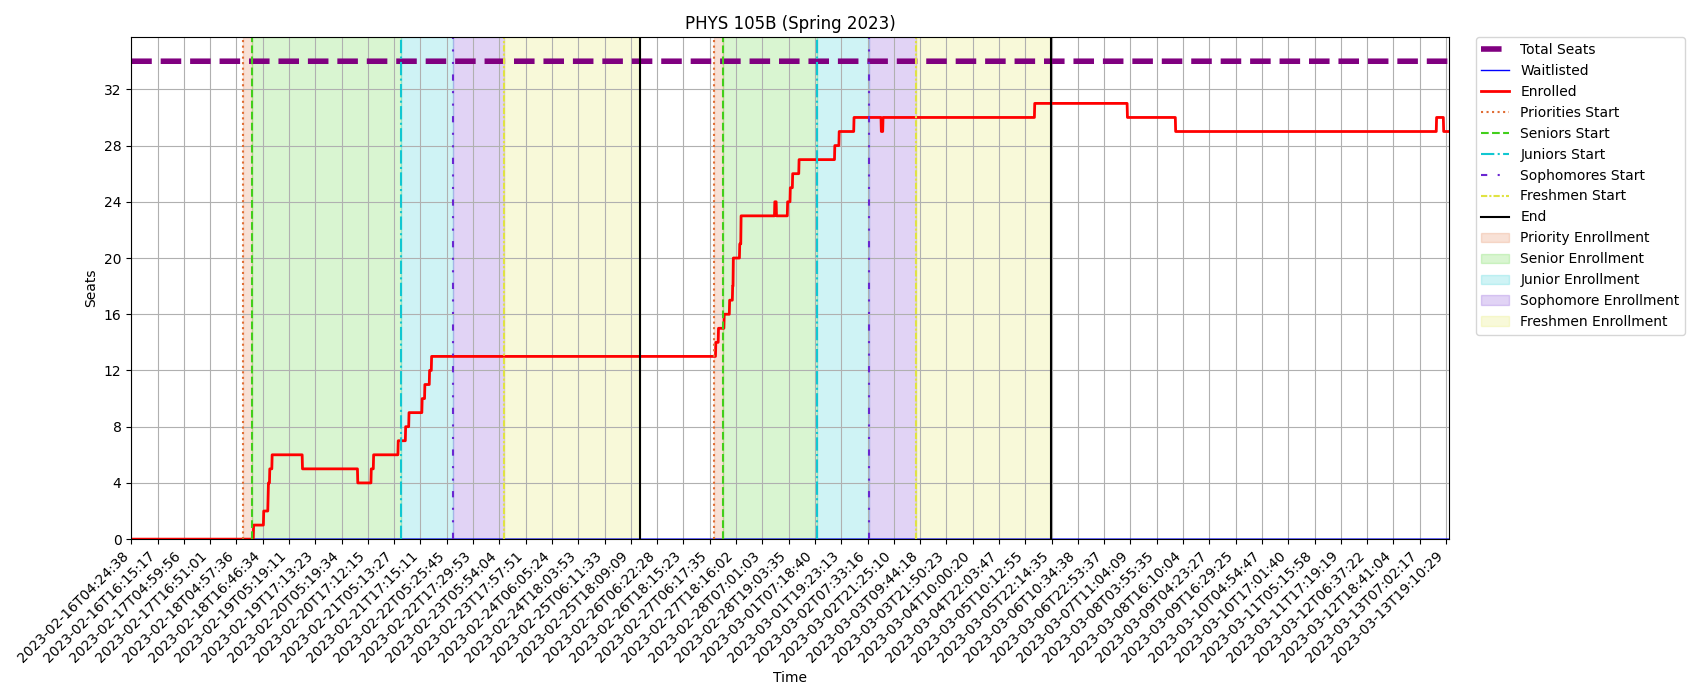 PHYS 105B (Spring 2023)
Seats
32
28
24
20
16
12
8
4
0
2023-02-16T04:24:38
2023-02-16T16:15:17
2023-02-17T04:59:56
2023-02-17T16:51:01
2023-02-18T04:57:36
2023-02-18T16:46:34
2023-02-19T05:19:11
2023-02-19T17:13:23
2023-02-20T05:19:34
2023-02-20T17:12:15
2023-02-21T05:13:27
2023-02-21T17:15:11
2023-02-22T05:25:45
2023-02-22T17:29:53
2023-02-23T05:54:04
2023-02-23T17:57:51
2023-02-24T06:05:24
2023-02-24T18:03:53
2023-02-25T06:11:33
2023-02-25T18:09:09
2023-02-26T06:22:28
2023-02-26T18:15:23
2023-02-27T06:17:35
2023-02-27T18:16:02
2023-02-28T07:01:03
2023-02-28T19:03:35
2023-03-01T07:18:40
2023-03-01T19:23:13
2023-03-02T07:33:16
2023-03-02T21:25:10
2023-03-03T09:44:18
2023-03-03T21:50:23
2023-03-04T10:00:20
2023-03-04T22:03:47
2023-03-05T10:12:55
2023-03-05T22:14:35
2023-03-06T10:34:38
2023-03-06T22:53:37
2023-03-07T11:04:09
2023-03-08T03:55:35
2023-03-08T16:10:04
2023-03-09T04:23:27
2023-03-09T16:29:25
2023-03-10T04:54:47
2023-03-10T17:01:40
2023-03-11T05:15:58
2023-03-11T17:19:19
2023-03-12T06:37:22
2023-03-12T18:41:04
2023-03-13T07:02:17
2023-03-13T19:10:29
Time
Total Seats
Waitlisted
Enrolled
Priorities Start
Seniors Start
Juniors Start
Sophomores Start
Freshmen Start
End
Priority Enrollment
Senior Enrollment
Junior Enrollment
Sophomore Enrollment
Freshmen Enrollment